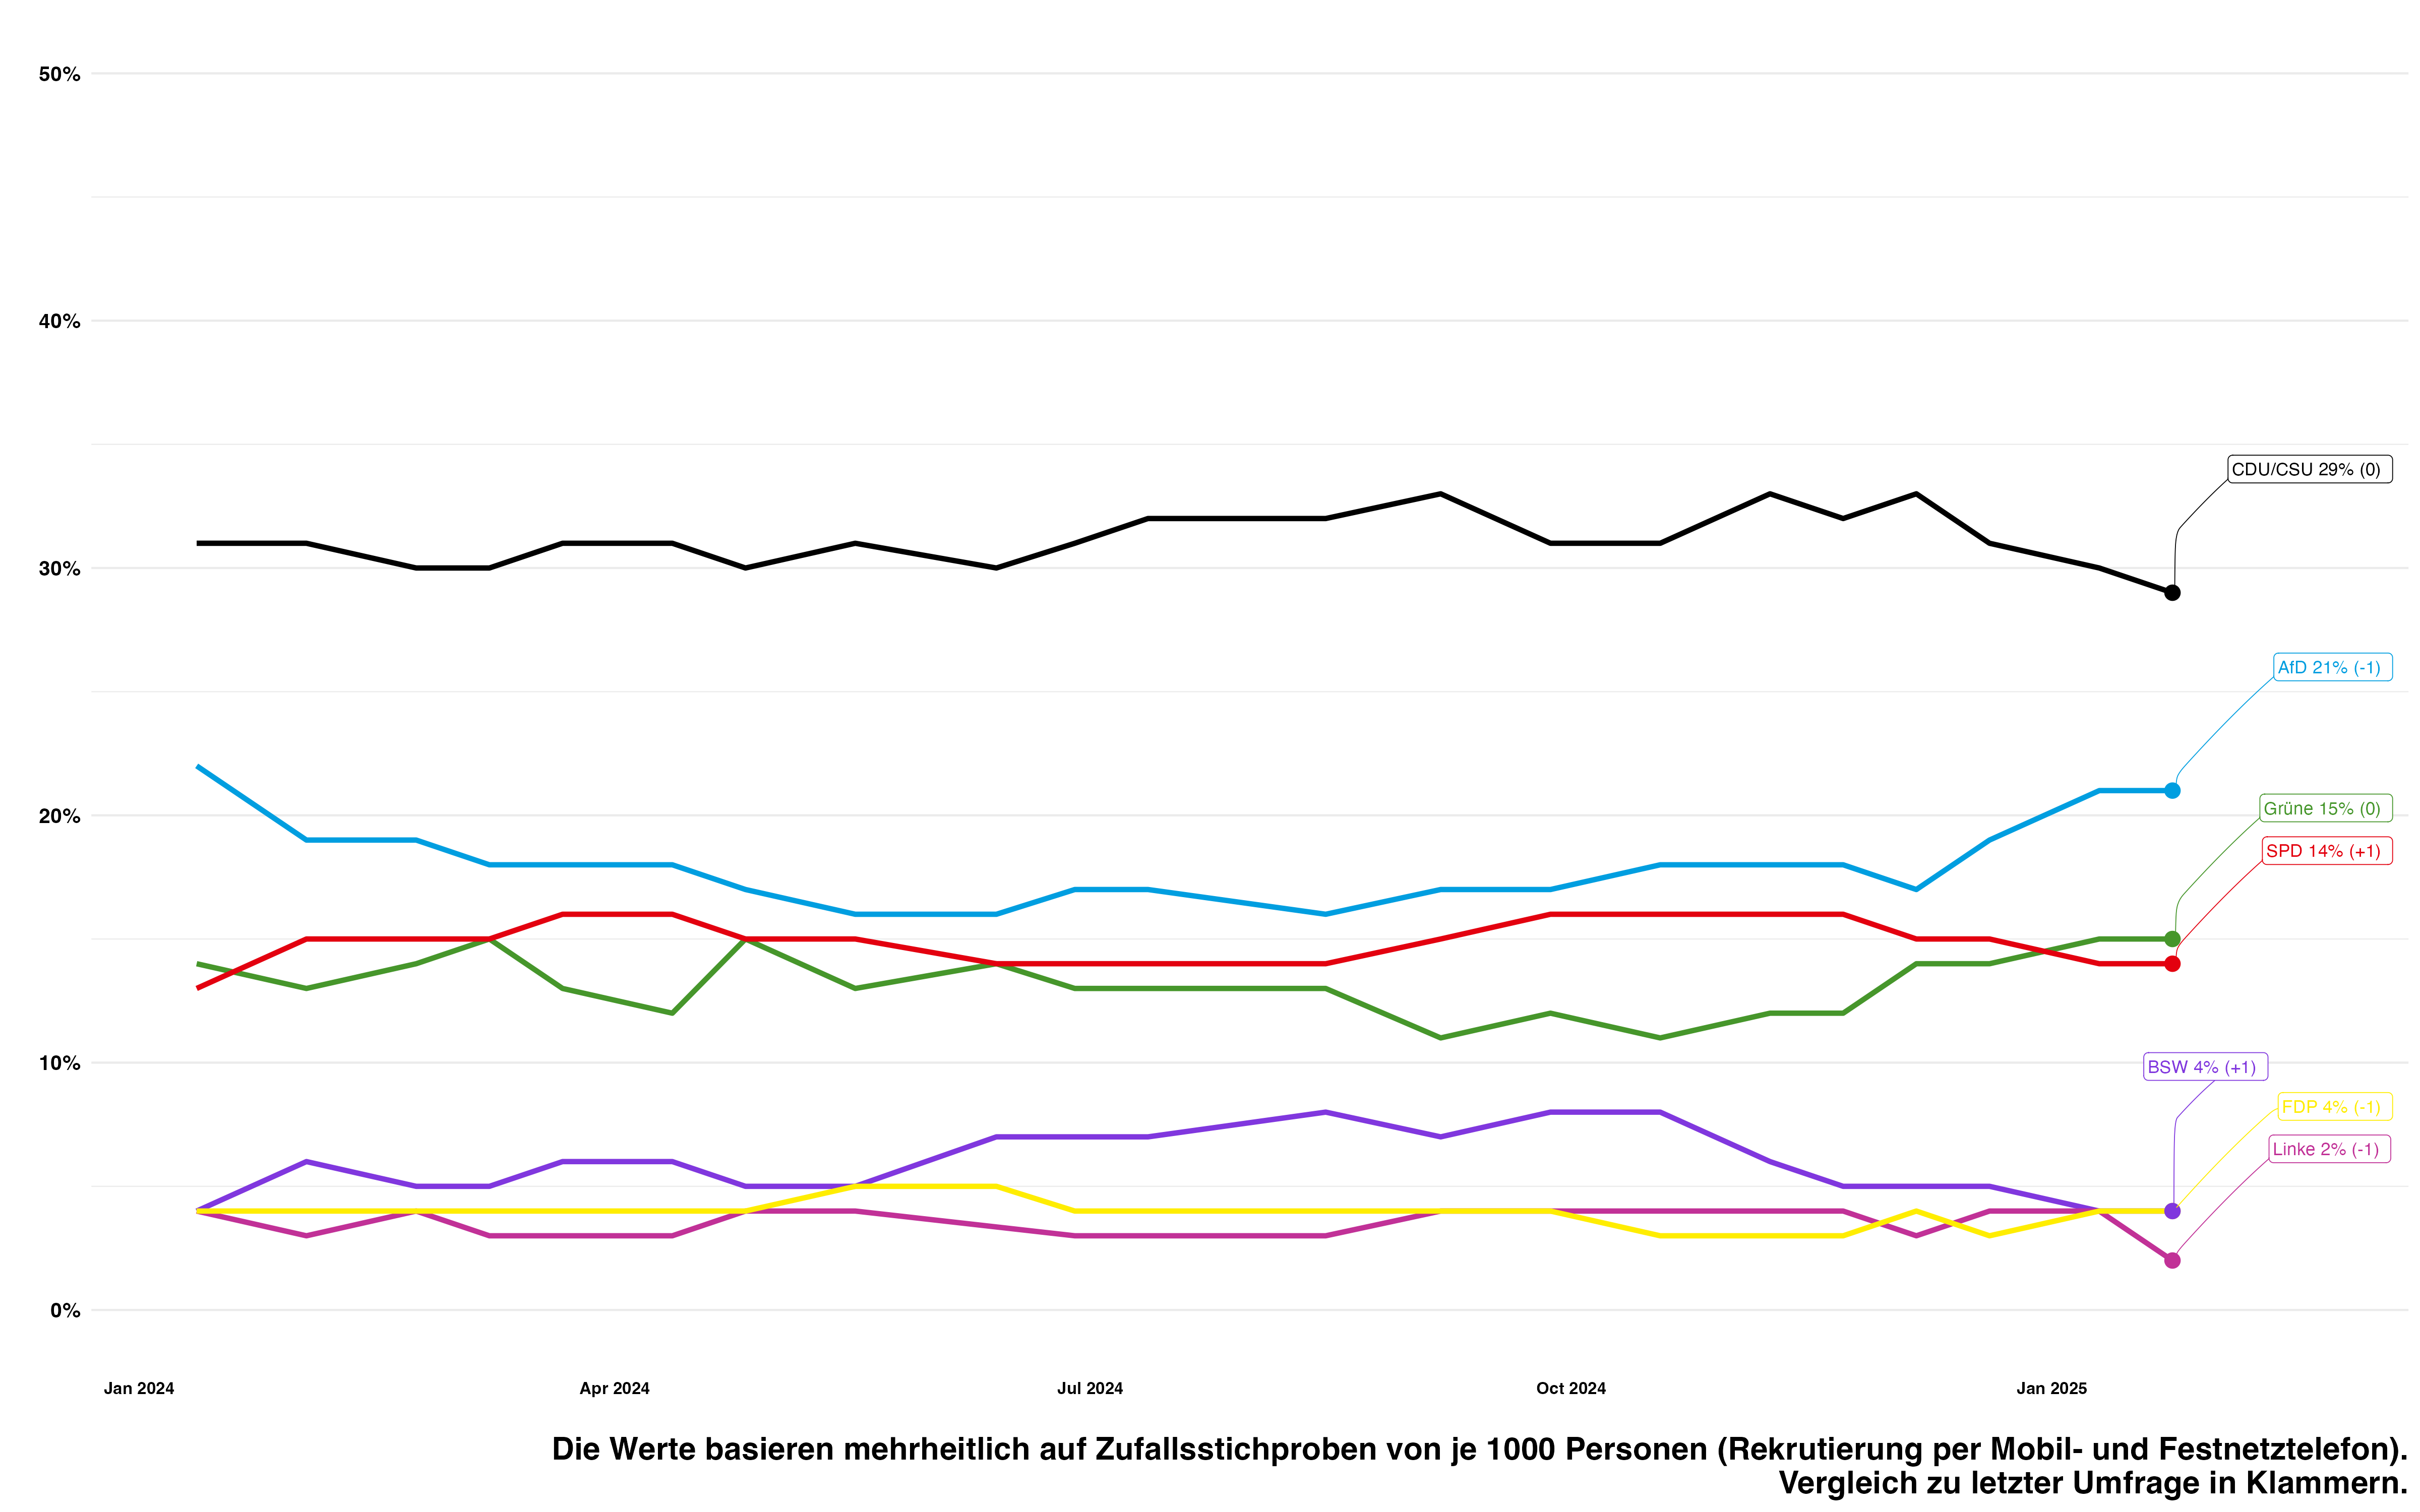 50%
40%
30%
20%
10%
0%
CDU/CSU 29% (0)
AfD 21% (-1)
Grüne 15% (0)
SPD 14% (+1)
BSW 4% (+1)
FDP 4% (-1)
Linke 2% (-1)
Jan 2024
Apr 2024
Jul 2024
Oct 2024
Jan 2025
Die Werte basieren mehrheitlich auf Zufallsstichproben von je 1000 Personen (Rekrutierung per Mobil- und Festnetztelefon).
Vergleich zu letzter Umfrage in Klammern.